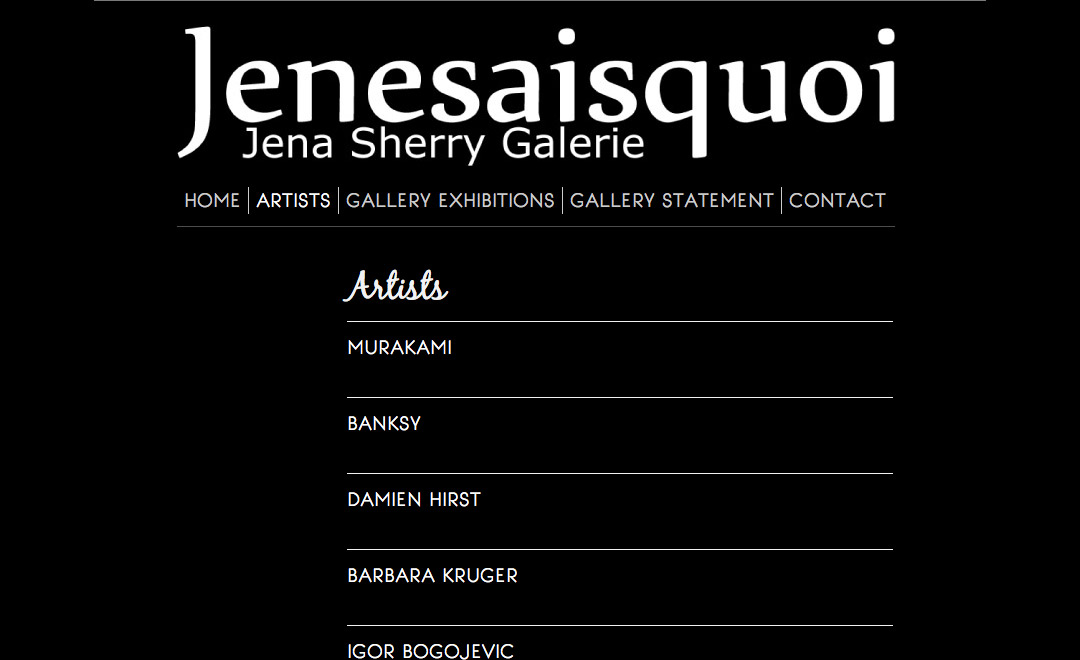 Jenesaisquoi
Jena Sherry Galerie
HOME ARTISTS GALLERY EXHIBITIONS GALLERY STATEMENT CONTACT
Artists
MURAKAMI
BANKSY
DAMIEN HIRST
BARBARA KRUGER
IGOR BOGOJEVIC